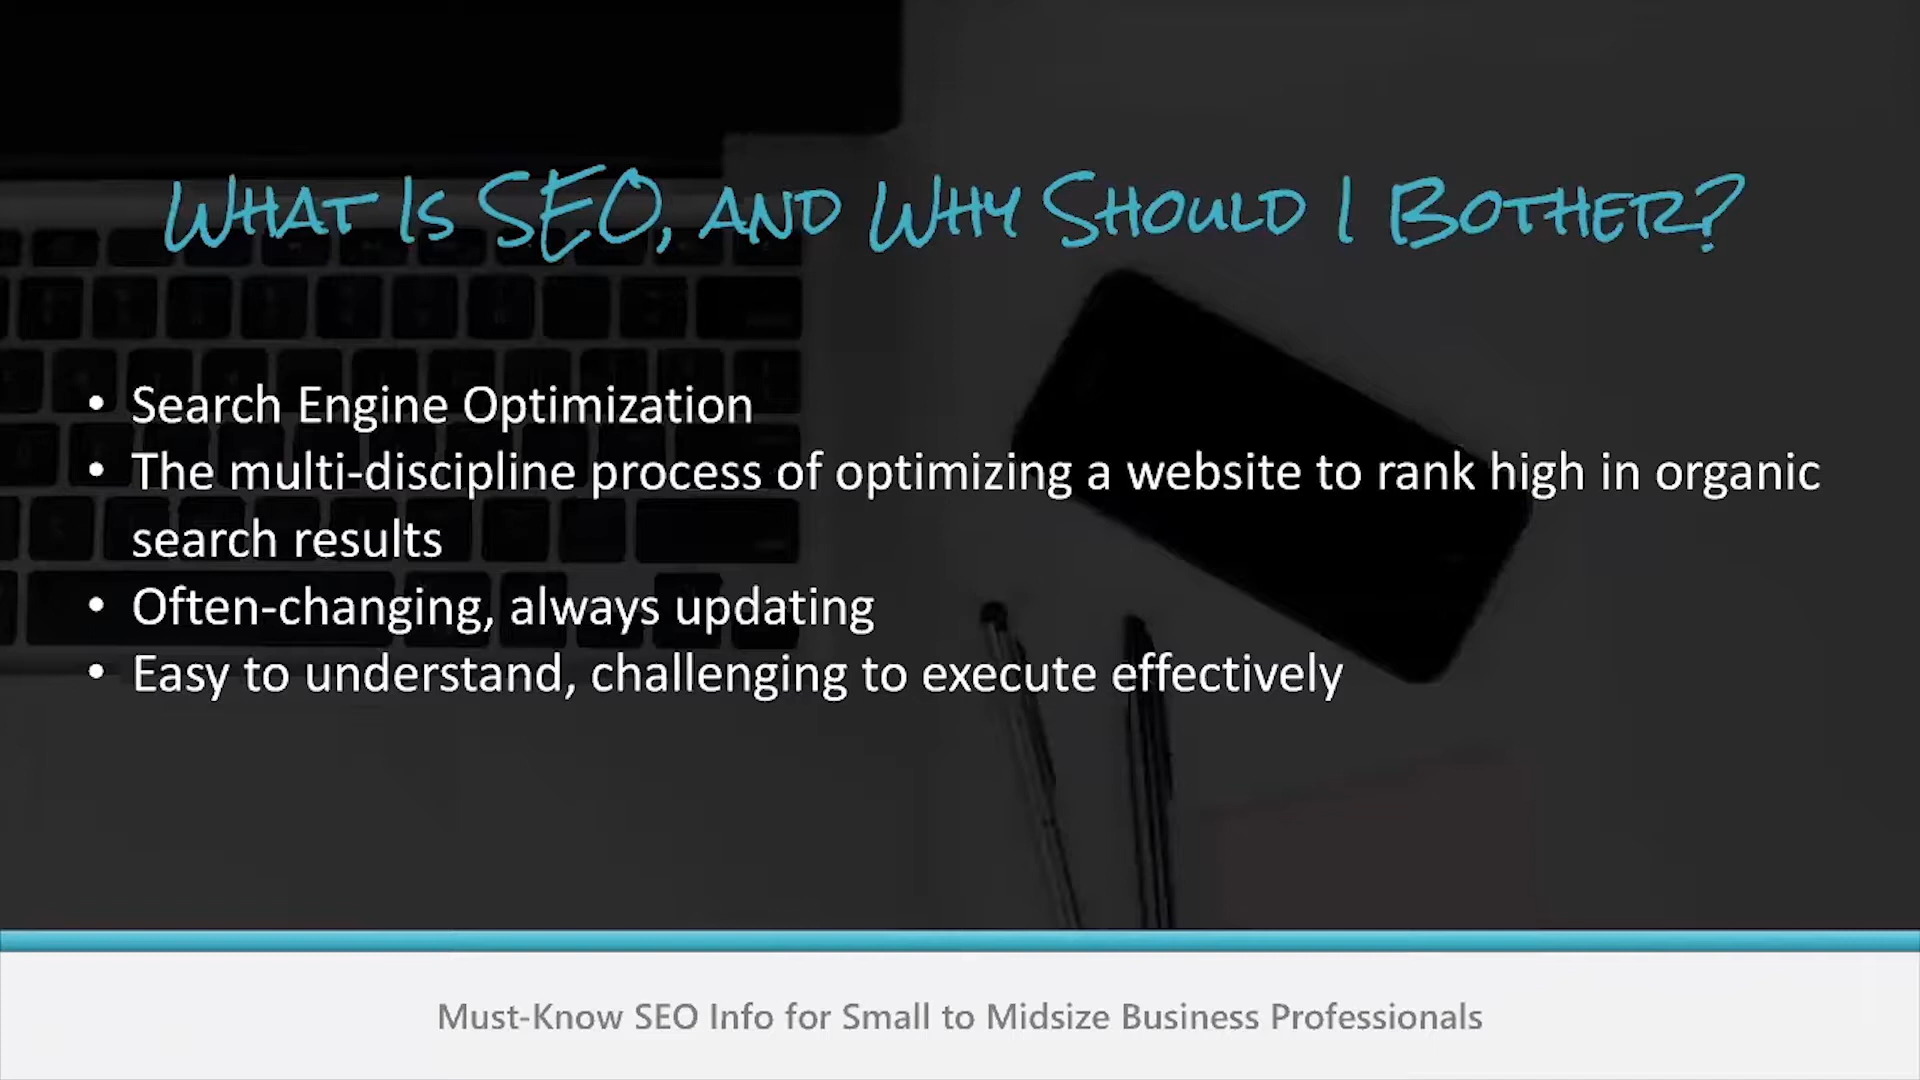 What Is SEO, and Why Should I Bother?
• Search Engine Optimization
• The multi-discipline process of optimizing a website to rank high in organic
search results
• Often-changing, always updating
• Easy to understand, challenging to execute effectively
Must-Know SEO Info for Small to Midsize Business Professionals